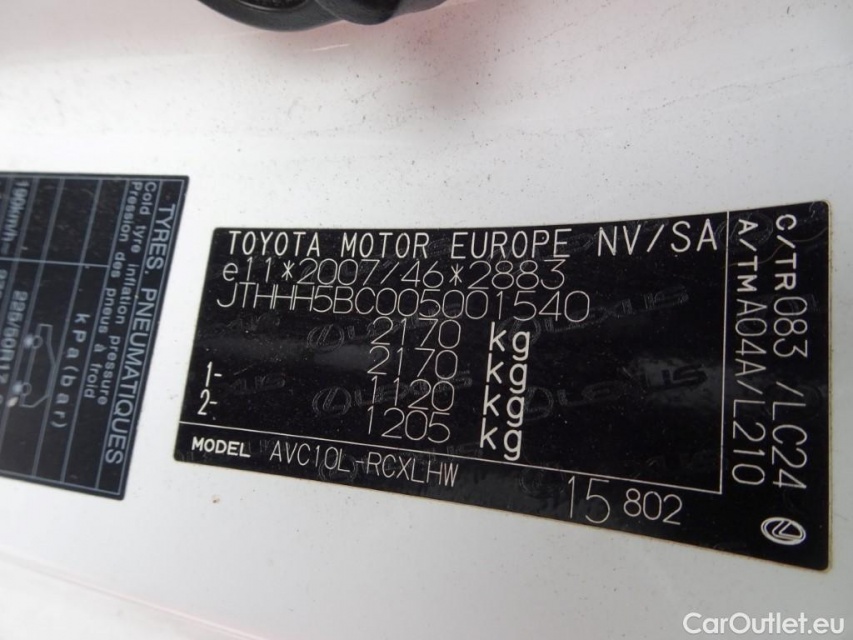 TYRES, PNEUMATIQUES
Cold tyre inflation pressure
Pression des pneus à froid
kPa(bar)
TOYOTA MOTOR EUROPE NV/SA
e11*2007/46*2883
JTHHH5BC005001540
2170 kg
2170 kg
1- 1120 kg
2- 1205 kg
MODEL AVC10L-RCXLHW
15 802
C/TR083 /LC24
A/TMA04A/L210
CarOutlet.eu